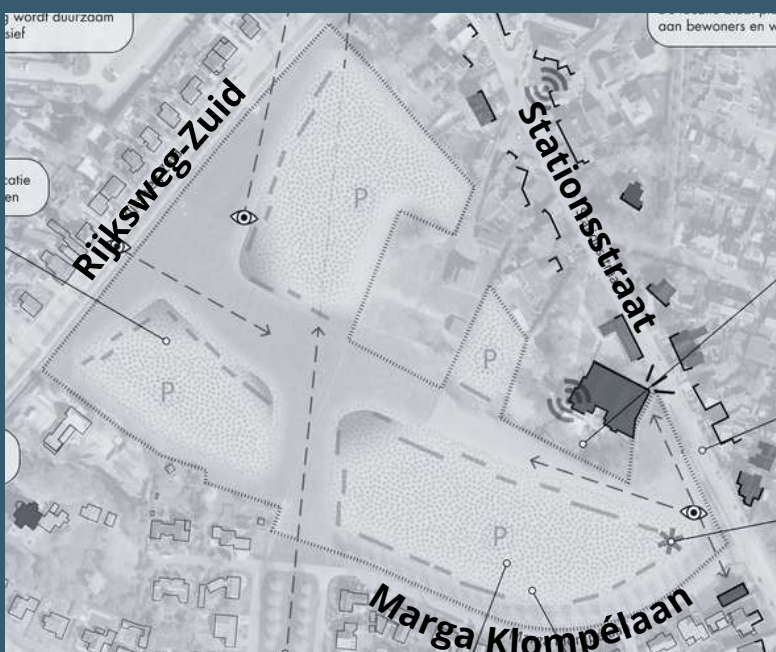 g wordt duurzaam
sief
aan bewoners en w
catie
en
Rijksweg-Zuid
Stationsstraat
P
P
P
P
Marga Klompélaan